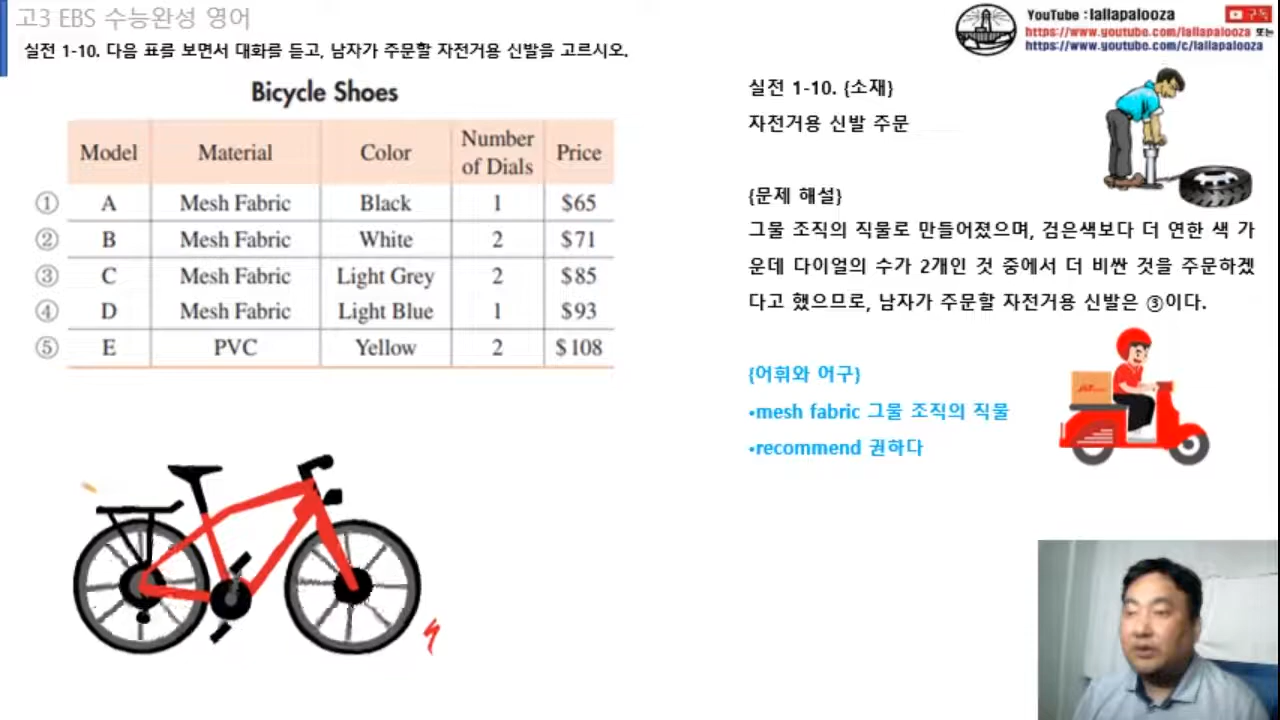 고3 EBS 수능완성 영어
실전 1-10. 다음 표를 보면서 대화를 듣고, 남자가 주문할 자전거용 신발을 고르시오.
Bicycle Shoes
Model Material Color Number of Dials Price
① A Mesh Fabric Black 1 $65
② B Mesh Fabric White 2 $71
③ C Mesh Fabric Light Grey 2 $85
④ D Mesh Fabric Light Blue 1 $93
⑤ E PVC Yellow 2 $108
YouTube : lallapalooza 구독
https://www.youtube.com/lallapalooza 또는
https://www.youtube.com/c/lallapalooza
실전 1-10. {소재}
자전거용 신발 주문
{문제 해설}
그물 조직의 직물로 만들어졌으며, 검은색보다 더 연한 색 가
운데 다이얼의 수가 2개인 것 중에서 더 비싼 것을 주문하겠
다고 했으므로, 남자가 주문할 자전거용 신발은 ③이다.
{어휘와 어구}
•mesh fabric 그물 조직의 직물
•recommend 권하다